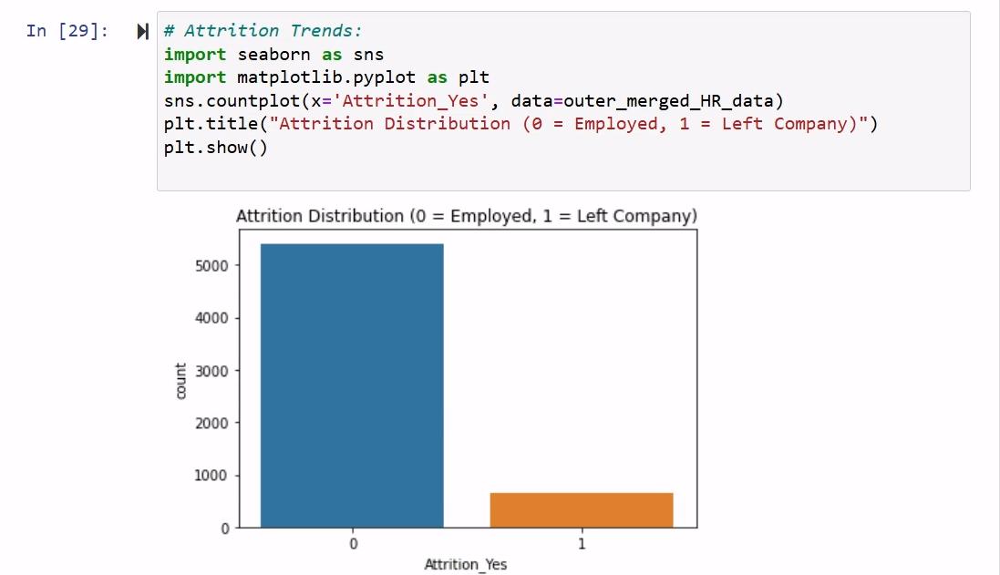 In [29]:
# Attrition Trends:
import seaborn as sns
import matplotlib.pyplot as plt
sns.countplot(x='Attrition_Yes', data=outer_merged_HR_data)
plt.title("Attrition Distribution (0 = Employed, 1 = Left Company)")
plt.show()
Attrition Distribution (0 = Employed, 1 = Left Company)
5000
4000
3000
2000
1000
0
count
0 1
Attrition_Yes